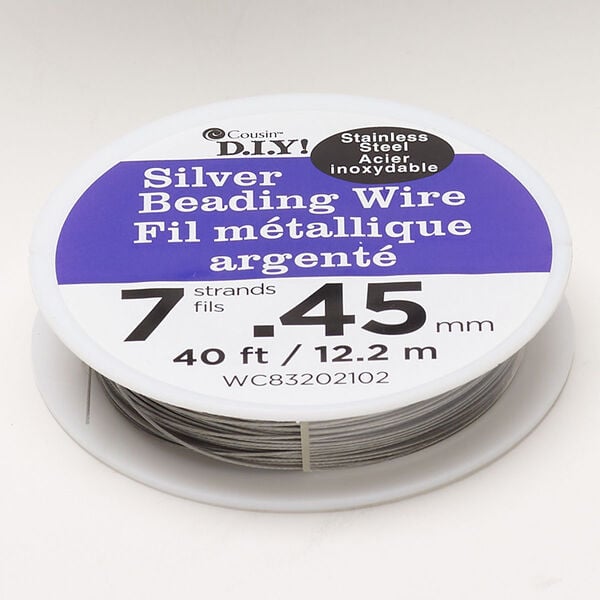 Cousin™
D.I.Y!
Stainless
Steel
Acier
inoxydable
Silver
Beading Wire
Fil métallique
argenté
7 strands
fils
.45 mm
40 ft / 12.2 m
WC83202102